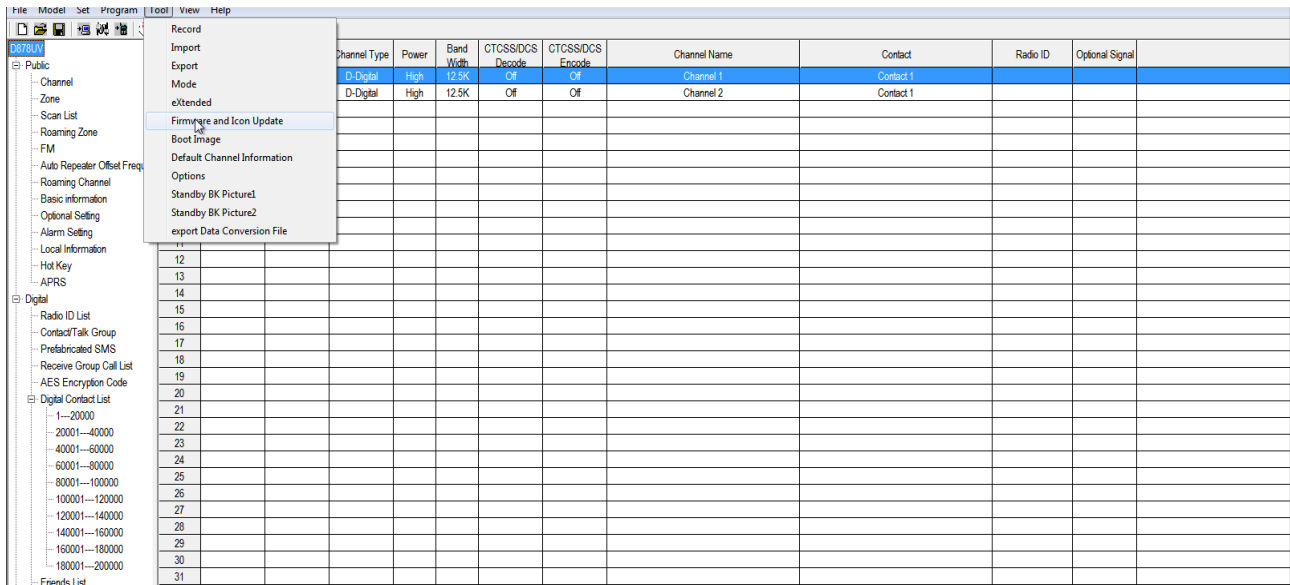 File Model Set Program Tool View Help
Record
Import
Export
Mode
eXtended
Firmware and Icon Update
Boot Image
Default Channel Information
Options
Standby BK Picture1
Standby BK Picture2
export Data Conversion File
D878UV
Public
Channel
Zone
Scan List
Roaming Zone
FM
Auto Repeater Offset Frequ
Roaming Channel
Basic information
Optional Setting
Alarm Setting
Local Information
Hot Key
APRS
Digital
Radio ID List
Contact/Talk Group
Prefabricated SMS
Receive Group Call List
AES Encryption Code
Digital Contact List
1---20000
20001---40000
40001---60000
60001---80000
80001---100000
100001---120000
120001---140000
140001---160000
160001---180000
180001---200000
Friends List
Channel Type Power Band Width CTCSS/DCS Decode CTCSS/DCS Encode Channel Name Contact Radio ID Optional Signal
D-Digital High 12.5K Off Off Channel 1 Contact 1
D-Digital High 12.5K Off Off Channel 2 Contact 1
11
12
13
14
15
16
17
18
19
20
21
22
23
24
25
26
27
28
29
30
31